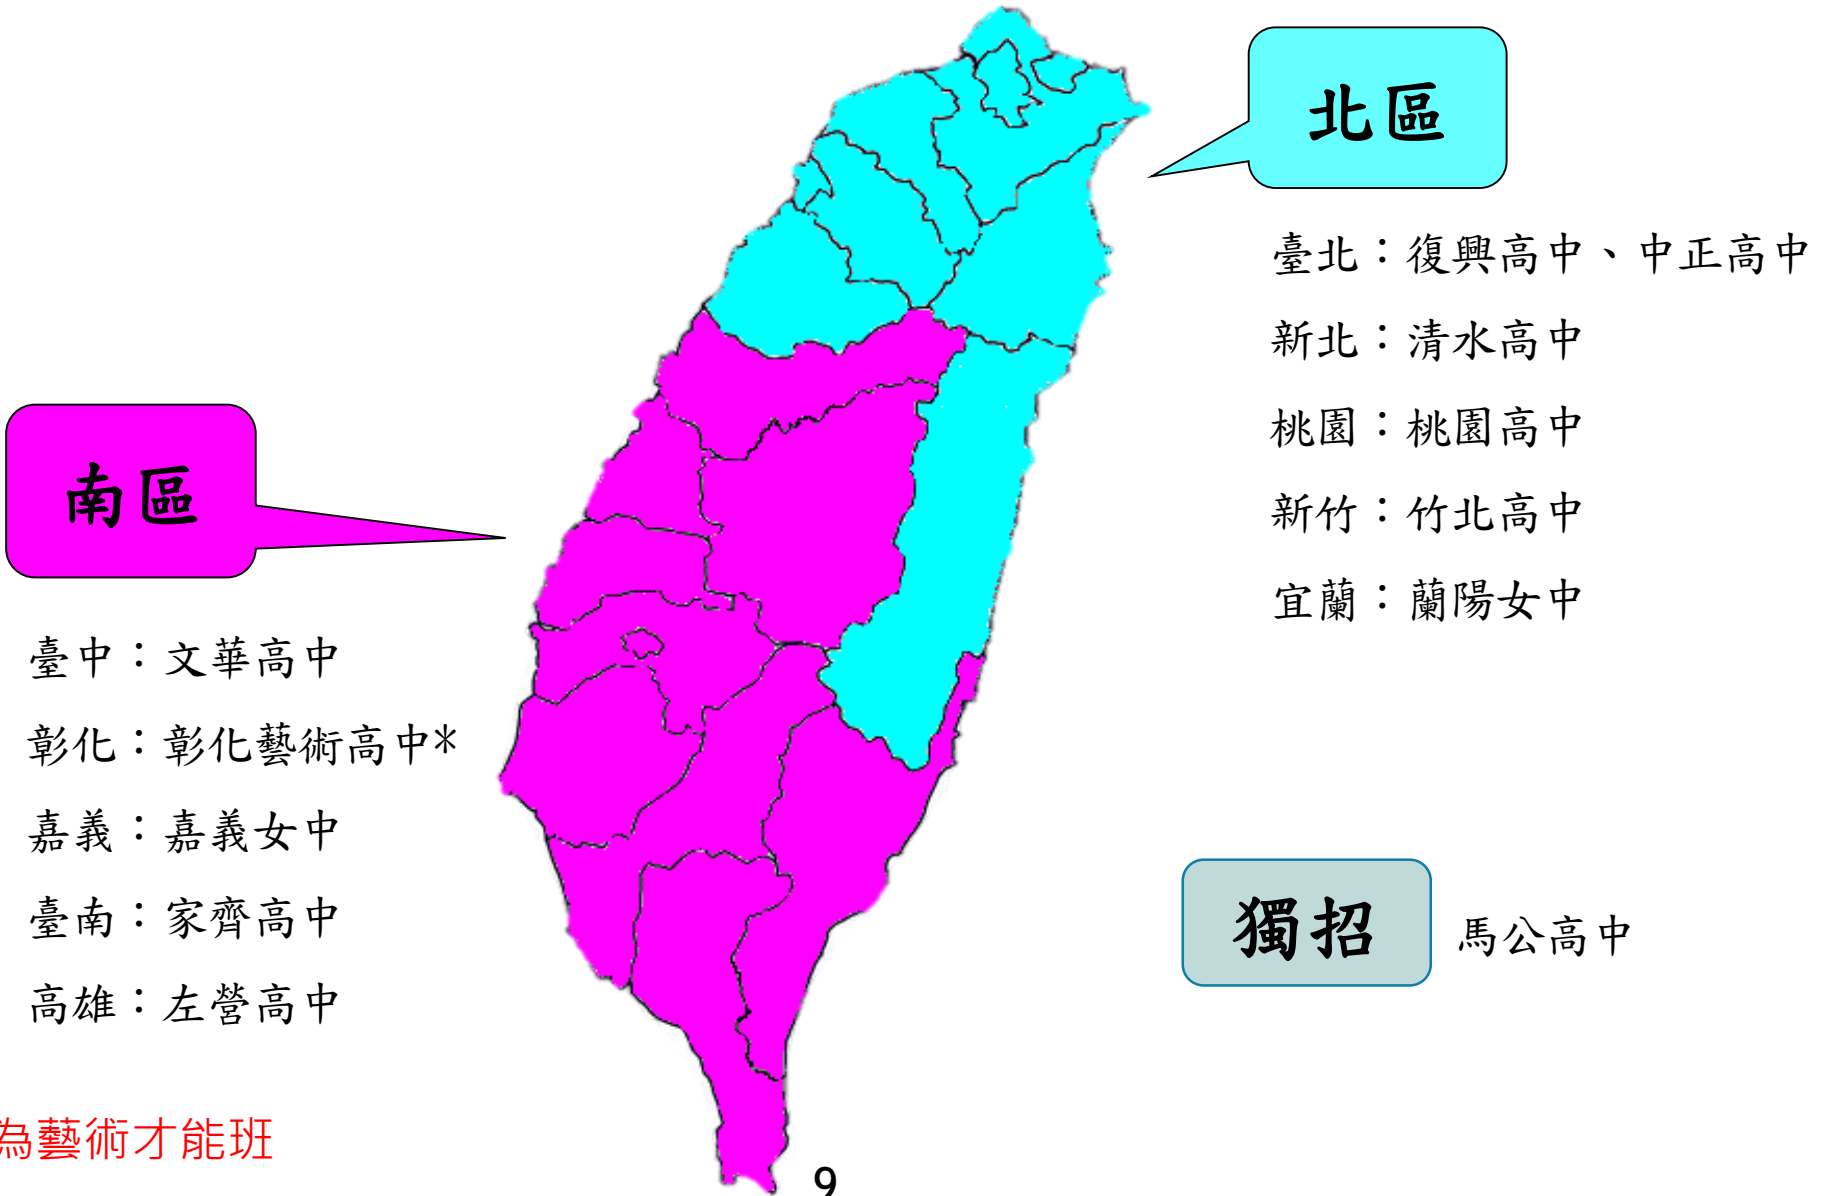 北區
臺北：復興高中、中正高中
新北：清水高中
桃園：桃園高中
新竹：竹北高中
宜蘭：蘭陽女中
南區
臺中：文華高中
彰化：彰化藝術高中*
嘉義：嘉義女中
臺南：家齊高中
高雄：左營高中
獨招
馬公高中
為藝術才能班
9